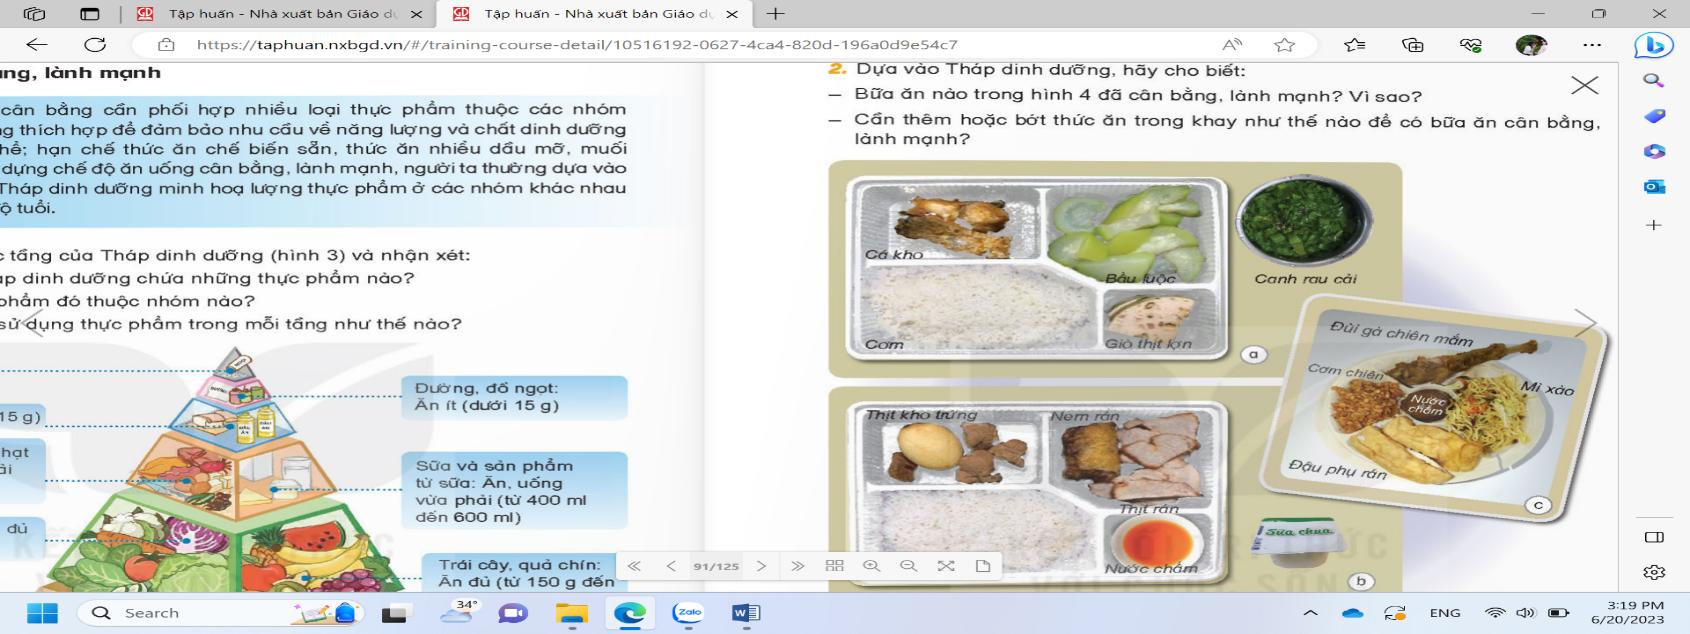 Tập huấn - Nhà xuất bản Giáo dụ
Tập huấn - Nhà xuất bản Giáo dụ
https://taphuan.nxbgd.vn/#/training-course-detail/10516192-0627-4ca4-820d-196a0d9e54c7
ng, lành mạnh
cân bằng cần phối hợp nhiều loại thực phẩm thuộc các nhóm
g thích hợp để đảm bảo nhu cầu về năng lượng và chất dinh dưỡng
hể; hạn chế thức ăn chế biến sẵn, thức ăn nhiều dầu mỡ, muối
dựng chế độ ăn uống cân bằng, lành mạnh, người ta thường dựa vào
Tháp dinh dưỡng minh hoạ lượng thực phẩm ở các nhóm khác nhau
ộ tuổi.
c tầng của Tháp dinh dưỡng (hình 3) và nhận xét:
áp dinh dưỡng chứa những thực phẩm nào?
phẩm đó thuộc nhóm nào?
sử dụng thực phẩm trong mỗi tầng như thế nào?
15 g)
hạt
ải
đủ
Đường, đồ ngọt:
Ăn ít (dưới 15 g)
Sữa và sản phẩm
từ sữa: Ăn, uống
vừa phải (từ 400 ml
đến 600 ml)
Trái cây, quả chín:
Ăn đủ (từ 150 g đến
2. Dựa vào Tháp dinh dưỡng, hãy cho biết:
– Bữa ăn nào trong hình 4 đã cân bằng, lành mạnh? Vì sao?
– Cần thêm hoặc bớt thức ăn trong khay như thế nào để có bữa ăn cân bằng,
lành mạnh?
Cá kho
Bầu luộc
Canh rau cải
Cơm
Giò thịt lợn
a
Đùi gà chiên mắm
Cơm chiên
Mì xào
Nước
chấm
Đậu phụ rán
c
Thịt kho trứng
Nem rán
Thịt rán
Nước chấm
Sữa chua
b
91/125
Search
34°
Zalo
ENG
3:19 PM
6/20/2023